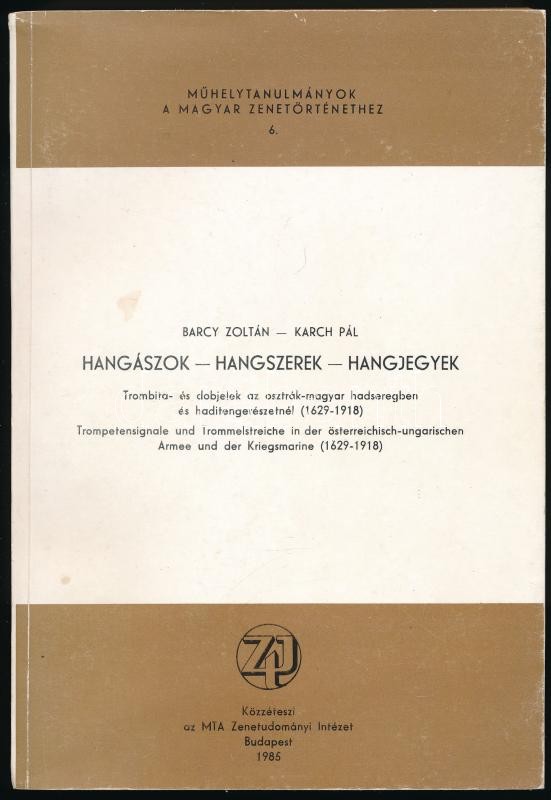 MŰHELYTANULMÁNYOK
A MAGYAR ZENETÖRTÉNETHEZ
6.
BARCY ZOLTÁN — KARCH PÁL
HANGÁSZOK — HANGSZEREK — HANGJEGYEK
Trombita- és dobjelek az osztrák-magyar hadseregben
és haditengerészetnél (1629-1918)
Trompetensignale und Trommelstreiche in der österreichisch-ungarischen
Armee und der Kriegsmarine (1629-1918)
ZTI
Közzéteszi
az MTA Zenetudományi Intézet
Budapest
1985